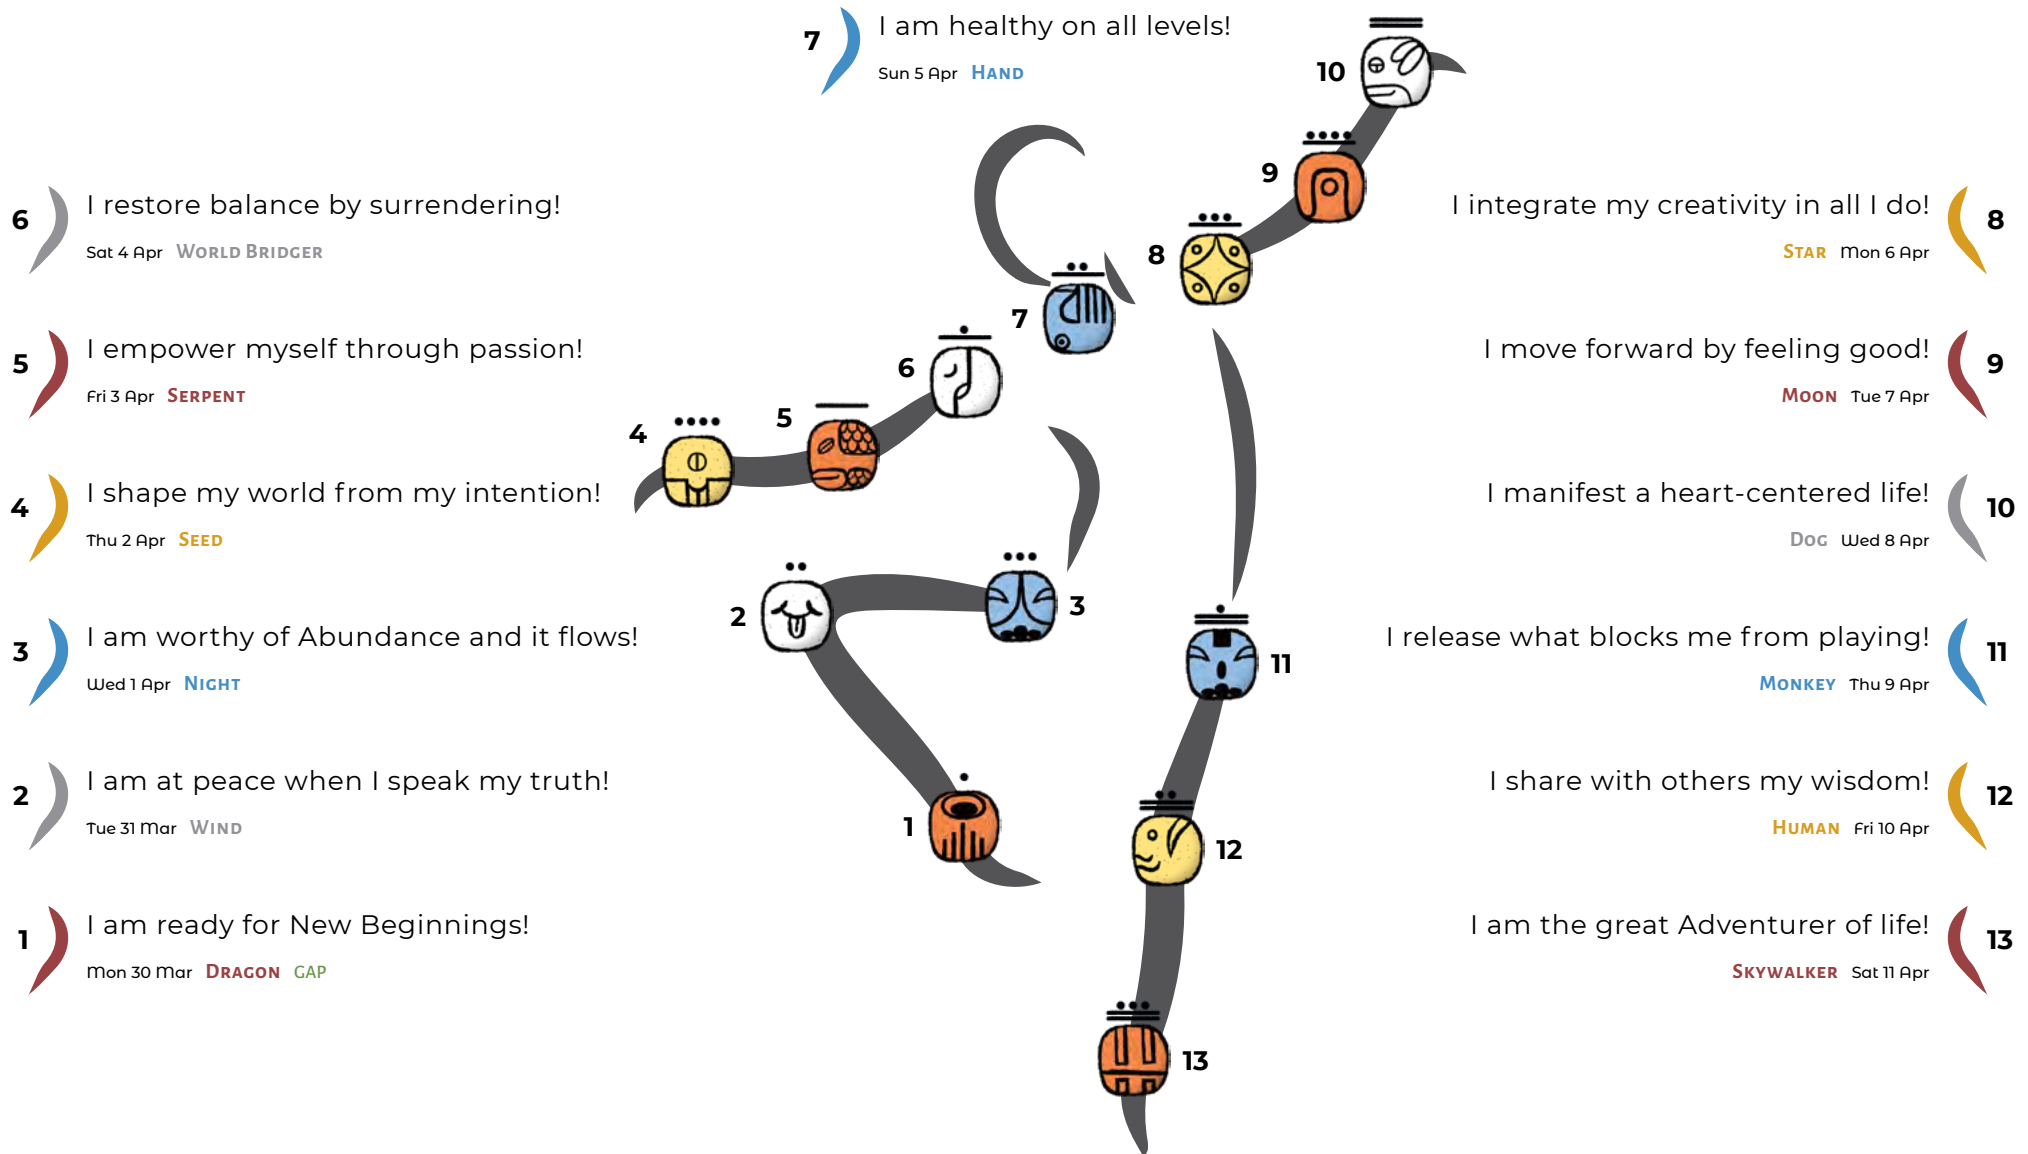 7
I am healthy on all levels!
Sun 5 Apr HAND
6
I restore balance by surrendering!
Sat 4 Apr WORLD BRIDGER
5
I empower myself through passion!
Fri 3 Apr SERPENT
4
I shape my world from my intention!
Thu 2 Apr SEED
3
I am worthy of Abundance and it flows!
Wed 1 Apr NIGHT
2
I am at peace when I speak my truth!
Tue 31 Mar WIND
1
I am ready for New Beginnings!
Mon 30 Mar DRAGON GAP
10
9
8
7
6
5
4
3
2
1
11
12
13
I integrate my creativity in all I do!
8
STAR Mon 6 Apr
I move forward by feeling good!
9
MOON Tue 7 Apr
I manifest a heart-centered life!
10
DOG Wed 8 Apr
I release what blocks me from playing!
11
MONKEY Thu 9 Apr
I share with others my wisdom!
12
HUMAN Fri 10 Apr
I am the great Adventurer of life!
13
SKYWALKER Sat 11 Apr